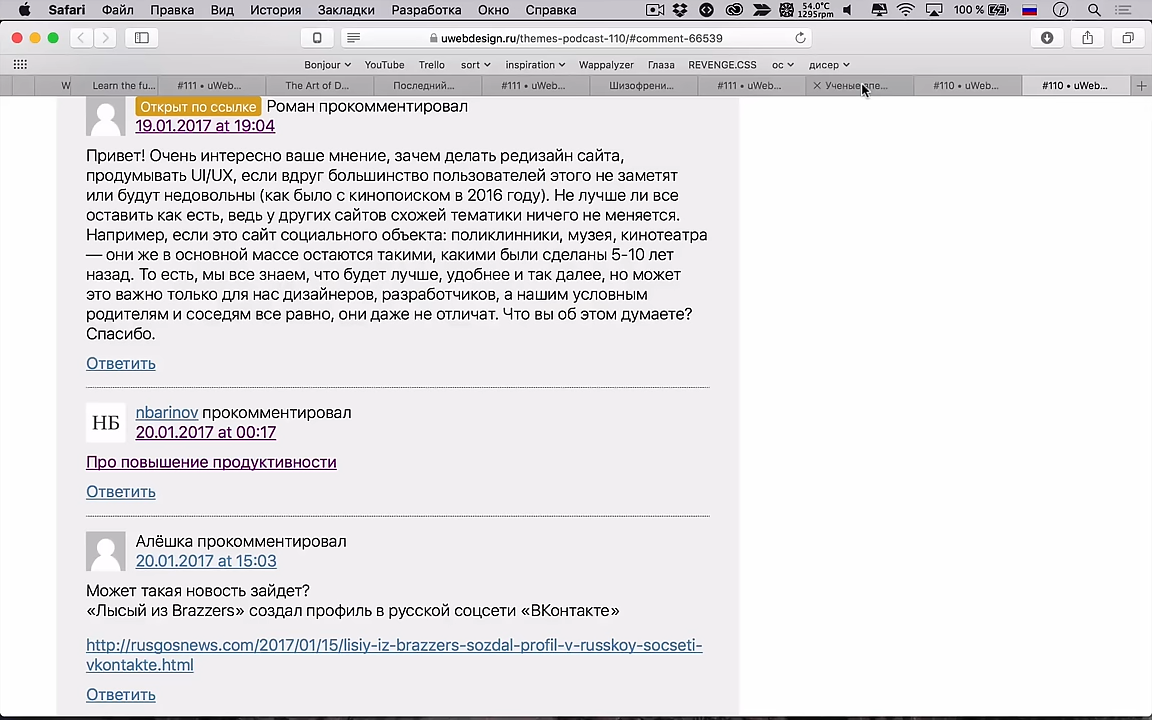 Safari Файл Правка Вид История Закладки Разработка Окно Справка 54.0°C 1295rpm 100 %
uwebdesign.ru/themes-podcast-110/#comment-66539
Bonjour YouTube Trello sort inspiration Wappalyzer Глаза REVENGE.CSS ос дисер
W Learn the fu... #111 • uWeb... The Art of D... Последний... #111 • uWeb... Шизофрени... #111 • uWeb... #110 • uWeb... #110 • uWeb...
Открыт по ссылке Роман прокомментировал
19.01.2017 at 19:04
Привет! Очень интересно ваше мнение, зачем делать редизайн сайта,
продумывать UI/UX, если вдруг большинство пользователей этого не заметят
или будут недовольны (как было с кинопоиском в 2016 году). Не лучше ли все
оставить как есть, ведь у других сайтов схожей тематики ничего не меняется.
Например, если это сайт социального объекта: поликлинники, музея, кинотеатра
— они же в основной массе остаются такими, какими были сделаны 5-10 лет
назад. То есть, мы все знаем, что будет лучше, удобнее и так далее, но может
это важно только для нас дизайнеров, разработчиков, а нашим условным
родителям и соседям все равно, они даже не отличат. Что вы об этом думаете?
Спасибо.
Ответить
НБ nbarinov прокомментировал
20.01.2017 at 00:17
Про повышение продуктивности
Ответить
Алёшка прокомментировал
20.01.2017 at 15:03
Может такая новость зайдет?
«Лысый из Brazzers» создал профиль в русской соцсети «ВКонтакте»
http://rusgosnews.com/2017/01/15/lisiy-iz-brazzers-sozdal-profil-v-russkoy-socseti-
vkontakte.html
Ответить